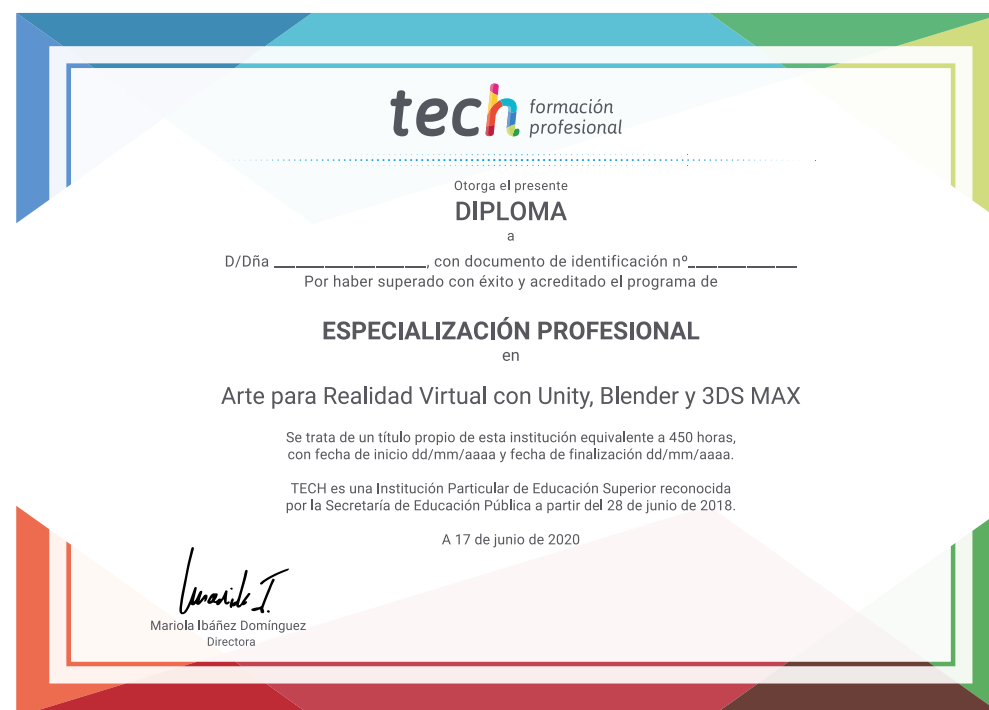 tech formación
profesional
Otorga el presente
DIPLOMA
a
D/Dña ________________, con documento de identificación nº____________
Por haber superado con éxito y acreditado el programa de
ESPECIALIZACIÓN PROFESIONAL
en
Arte para Realidad Virtual con Unity, Blender y 3DS MAX
Se trata de un título propio de esta institución equivalente a 450 horas,
con fecha de inicio dd/mm/aaaa y fecha de finalización dd/mm/aaaa.
TECH es una Institución Particular de Educación Superior reconocida
por la Secretaría de Educación Pública a partir del 28 de junio de 2018.
A 17 de junio de 2020
Mariola Ibáñez Domínguez
Directora